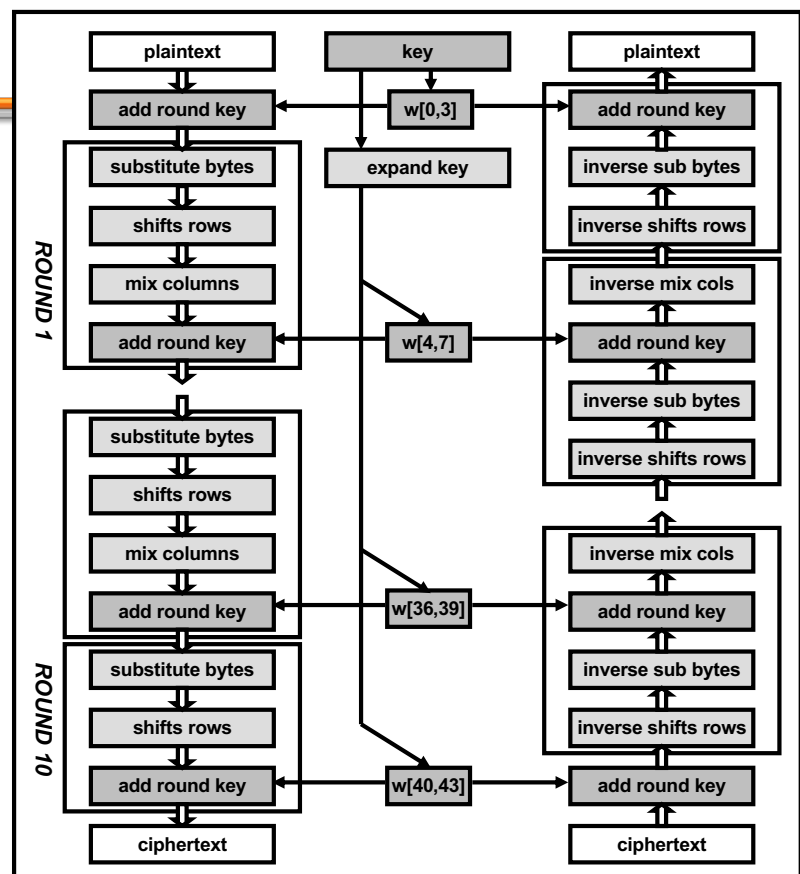 plaintext
add round key
ROUND 1
substitute bytes
shifts rows
mix columns
add round key
substitute bytes
shifts rows
mix columns
add round key
ROUND 10
substitute bytes
shifts rows
add round key
ciphertext
key
w[0,3]
expand key
w[4,7]
w[36,39]
w[40,43]
plaintext
add round key
inverse sub bytes
inverse shifts rows
inverse mix cols
add round key
inverse sub bytes
inverse shifts rows
inverse mix cols
add round key
inverse sub bytes
inverse shifts rows
add round key
ciphertext